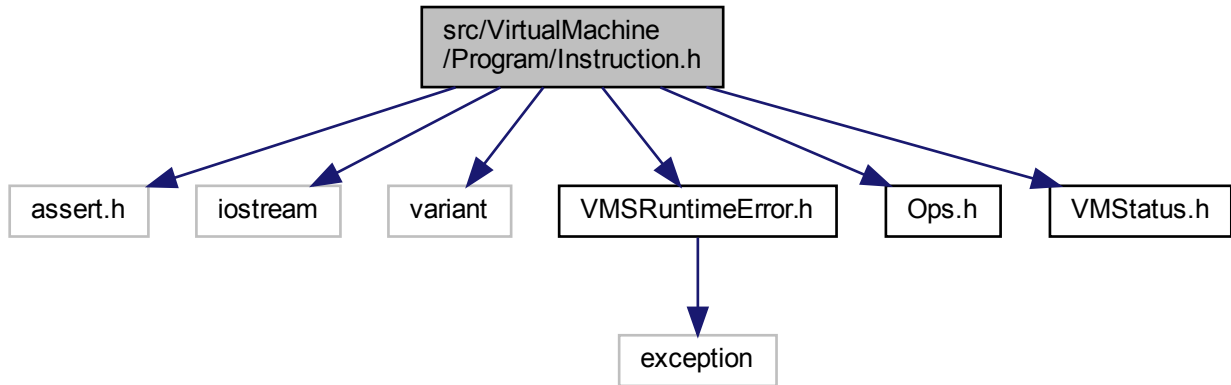 src/VirtualMachine
/Program/Instruction.h
assert.h
iostream
variant
VMSRuntimeError.h
Ops.h
VMStatus.h
exception